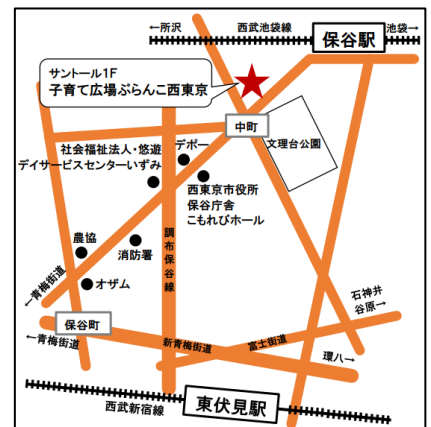 ←所沢
西武池袋線
池袋→
保谷駅
サントール1F
子育て広場ぶらんこ西東京
中町
文理台公園
社会福祉法人・悠遊
デイサービスセンターいずみ
デポー
西東京市役所
保谷庁舎
こもれびホール
調布保谷線
農協
消防署
オザム
←青梅街道
保谷町
←青梅街道
新青梅街道
富士街道
石神井
谷原→
環八→
西武新宿線
東伏見駅